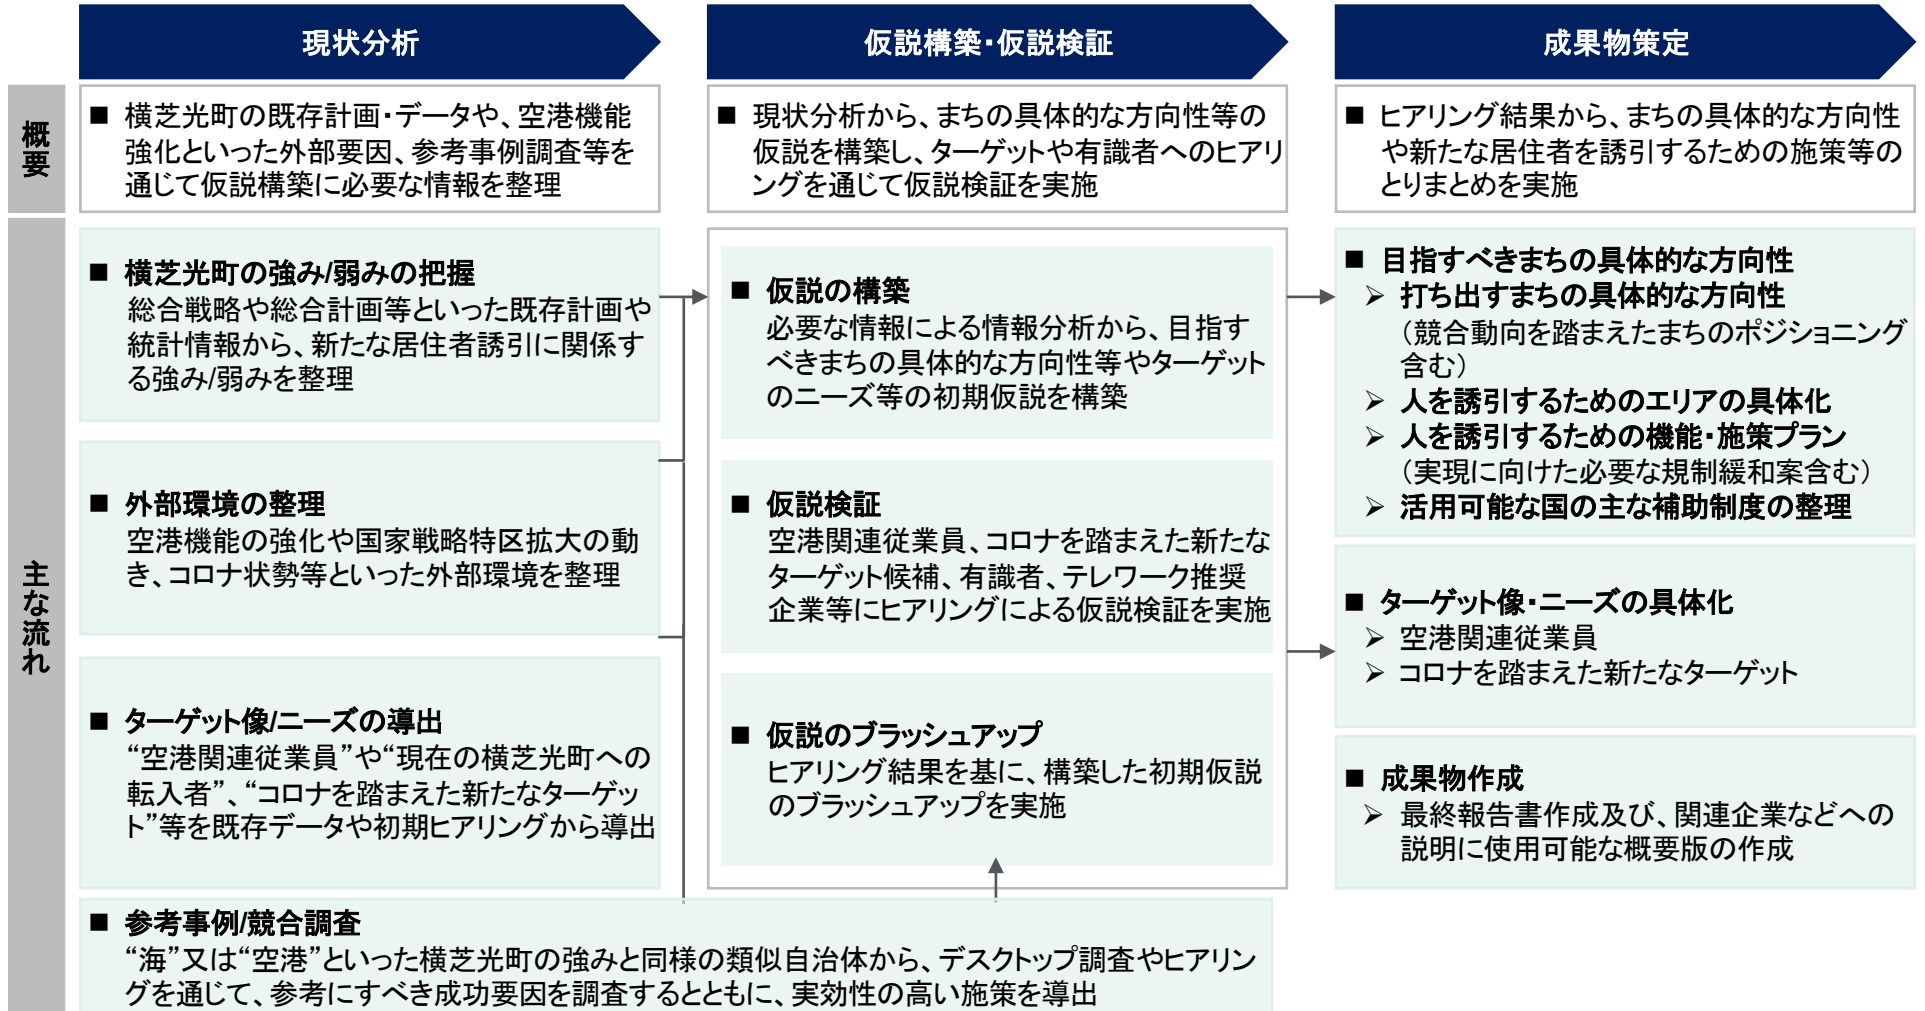 現状分析
仮説構築・仮説検証
成果物策定
概要
■ 横芝光町の既存計画・データや、空港機能
強化といった外部要因、参考事例調査等を
通じて仮説構築に必要な情報を整理
■ 現状分析から、まちの具体的な方向性等の
仮説を構築し、ターゲットや有識者へのヒアリ
ングを通じて仮説検証を実施
■ ヒアリング結果から、まちの具体的な方向性
や新たな居住者を誘引するための施策等の
とりまとめを実施
主な流れ
■ 横芝光町の強み/弱みの把握
総合戦略や総合計画等といった既存計画や
統計情報から、新たな居住者誘引に関係す
る強み/弱みを整理
■ 外部環境の整理
空港機能の強化や国家戦略特区拡大の動
き、コロナ状勢等といった外部環境を整理
■ ターゲット像/ニーズの導出
“空港関連従業員”や“現在の横芝光町への
転入者”、“コロナを踏まえた新たなターゲッ
ト”等を既存データや初期ヒアリングから導出
■ 参考事例/競合調査
“海”又は“空港”といった横芝光町の強みと同様の類似自治体から、デスクトップ調査やヒアリン
グを通じて、参考にすべき成功要因を調査するとともに、実効性の高い施策を導出
■ 仮説の構築
必要な情報による情報分析から、目指す
べきまちの具体的な方向性等やターゲット
のニーズ等の初期仮説を構築
■ 仮説検証
空港関連従業員、コロナを踏まえた新たな
ターゲット候補、有識者、テレワーク推奨
企業等にヒアリングによる仮説検証を実施
■ 仮説のブラッシュアップ
ヒアリング結果を基に、構築した初期仮説
のブラッシュアップを実施
■ 目指すべきまちの具体的な方向性
➢ 打ち出すまちの具体的な方向性
（競合動向を踏まえたまちのポジショニング
含む）
➢ 人を誘引するためのエリアの具体化
➢ 人を誘引するための機能・施策プラン
（実現に向けた必要な規制緩和案含む）
➢ 活用可能な国の主な補助制度の整理
■ ターゲット像・ニーズの具体化
➢ 空港関連従業員
➢ コロナを踏まえた新たなターゲット
■ 成果物作成
➢ 最終報告書作成及び、関連企業などへの
説明に使用可能な概要版の作成